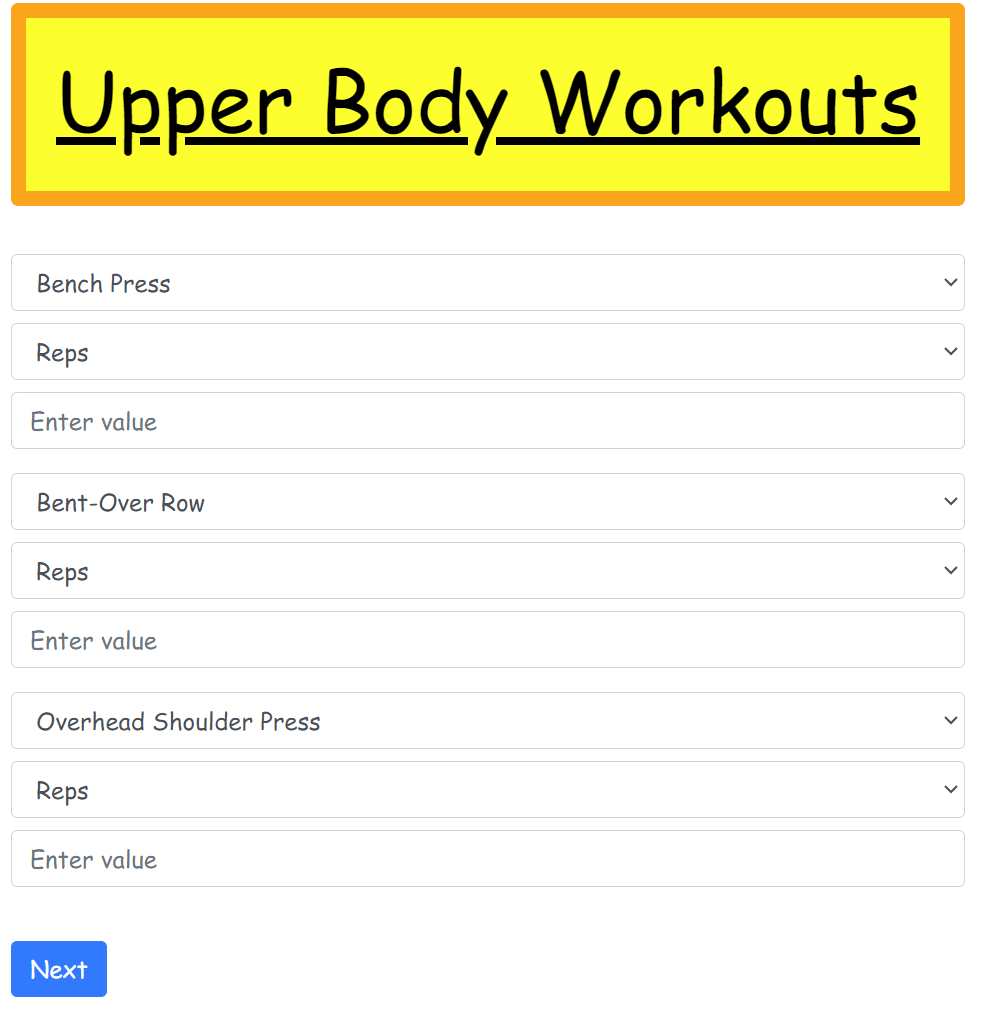 Upper Body Workouts
Bench Press
Reps
Enter value
Bent-Over Row
Reps
Enter value
Overhead Shoulder Press
Reps
Enter value
Next